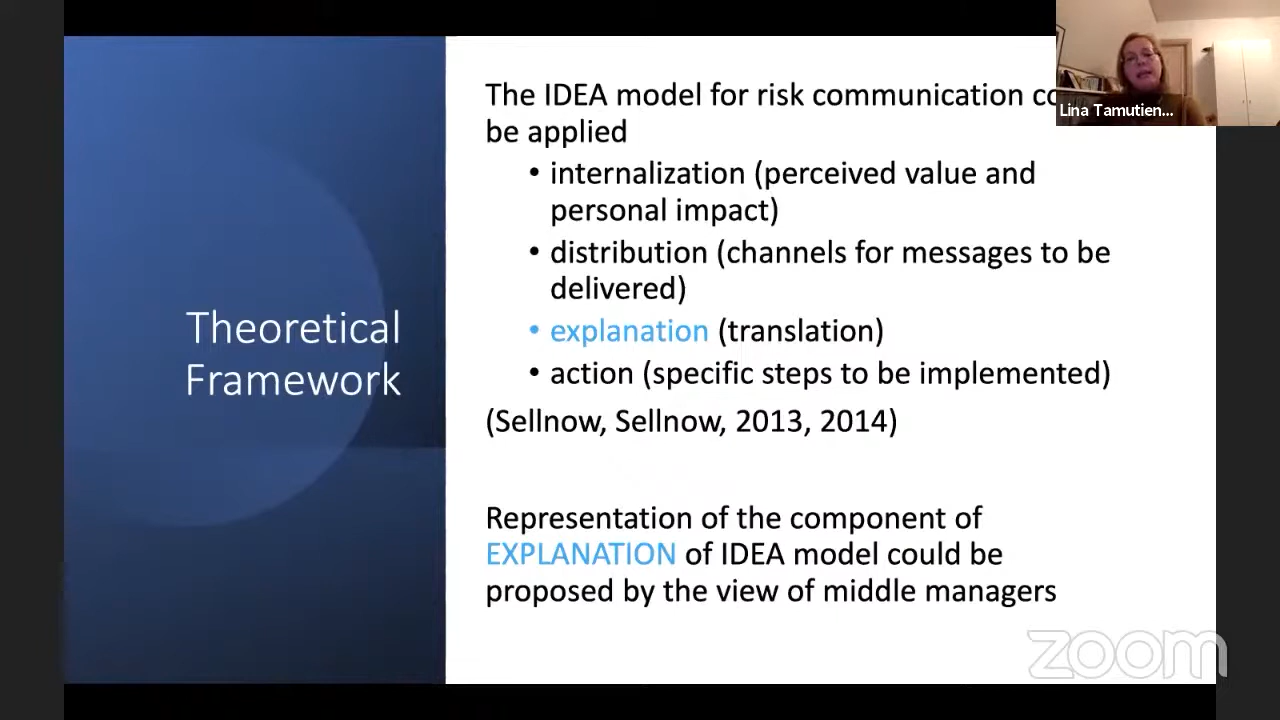 The IDEA model for risk communication
be applied
• internalization (perceived value and
personal impact)
• distribution (channels for messages to be
delivered)
• explanation (translation)
• action (specific steps to be implemented)
(Sellnow, Sellnow, 2013, 2014)
Theoretical
Framework
Representation of the component of
EXPLANATION of IDEA model could be
proposed by the view of middle managers
Lina Tamutien...
zoom